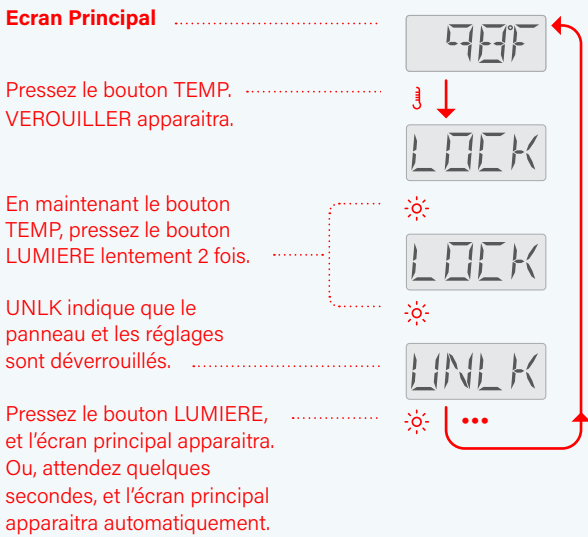 Ecran Principal
98°F
Pressez le bouton TEMP.
VEROUILLER apparaitra.
LOCK
En maintenant le bouton
TEMP, pressez le bouton
LUMIERE lentement 2 fois.
LOCK
UNLK indique que le
panneau et les réglages
sont déverrouillés.
UNLK
Pressez le bouton LUMIERE,
et l'écran principal apparaitra.
Ou, attendez quelques
secondes, et l'écran principal
apparaitra automatiquement.